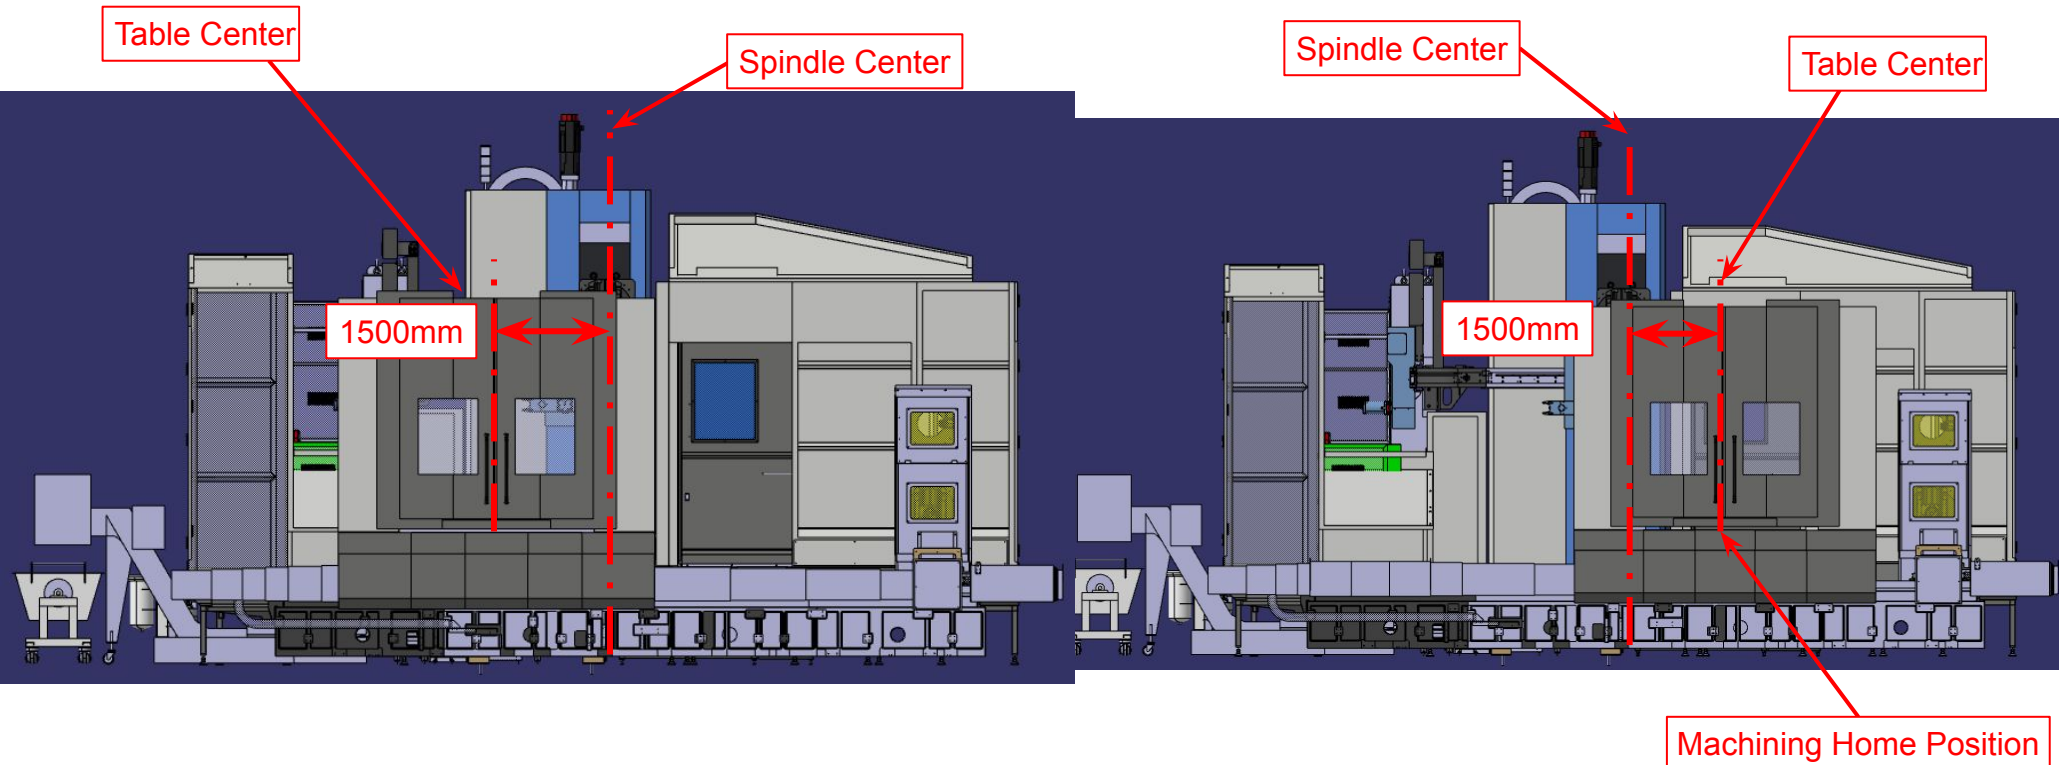 Table Center
Spindle Center
1500mm
Spindle Center
Table Center
1500mm
Machining Home Position